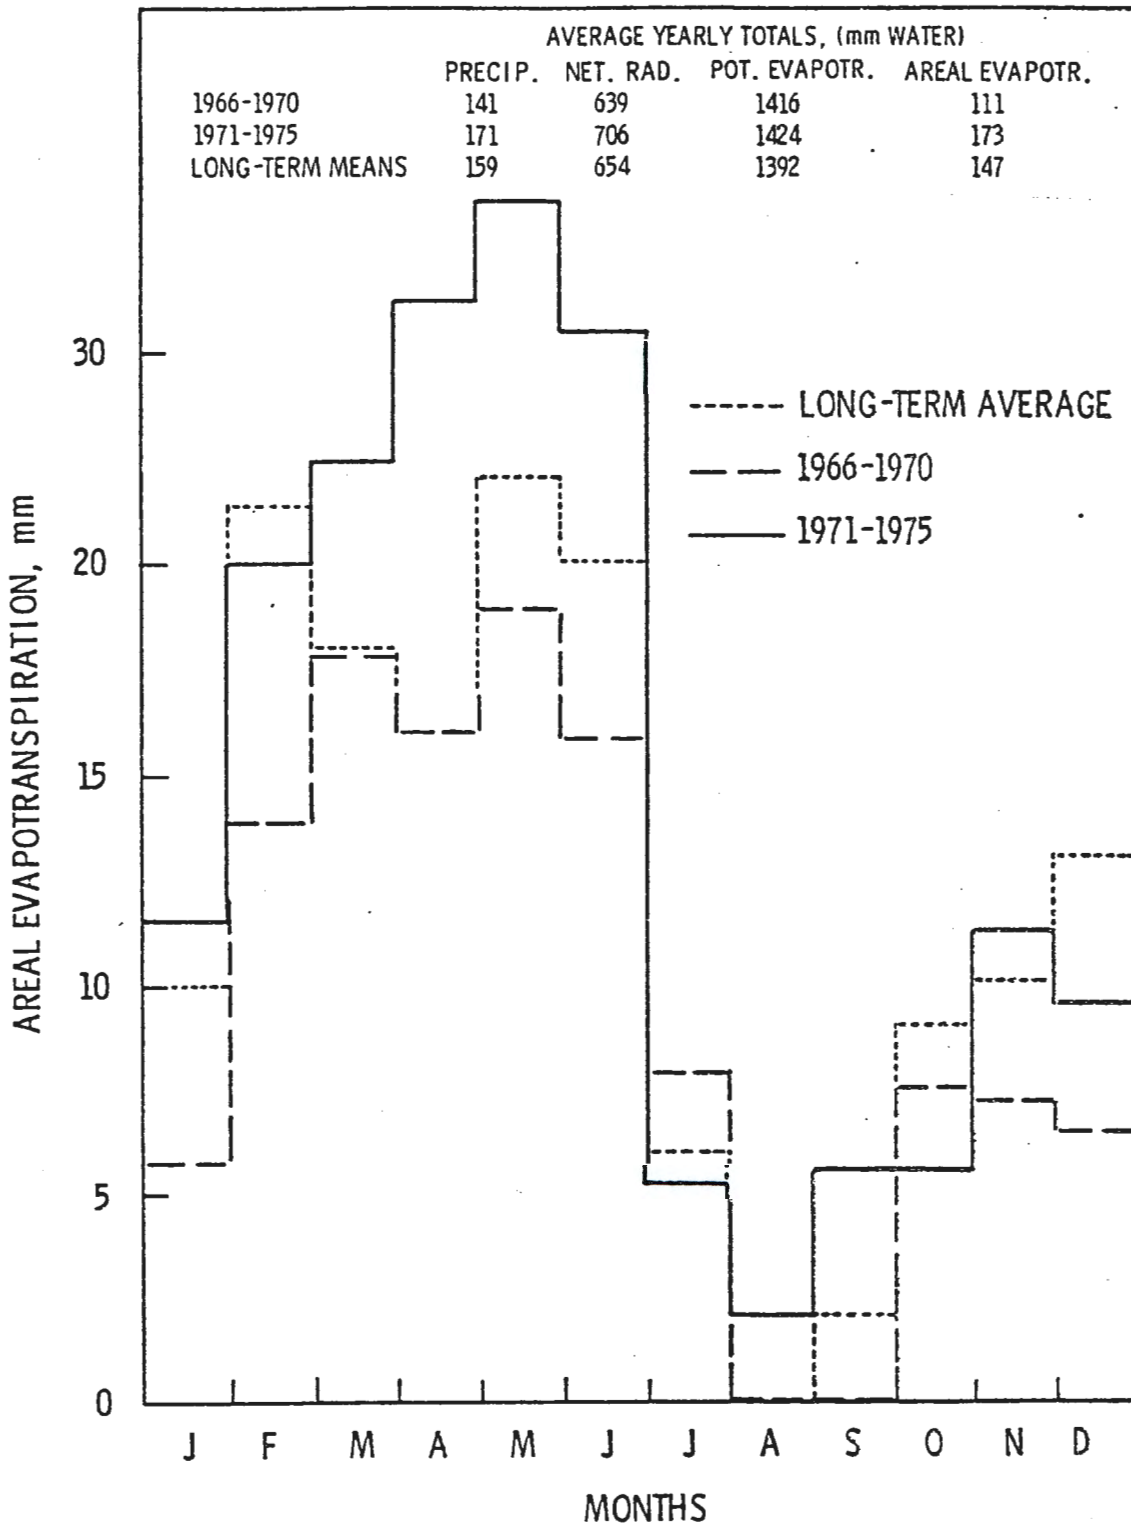 AVERAGE YEARLY TOTALS, (mm WATER)
PRECIP. NET. RAD. POT. EVAPOTR. AREAL EVAPOTR.
1966-1970 141 639 1416 111
1971-1975 171 706 1424 173
LONG-TERM MEANS 159 654 1392 147
30
LONG-TERM AVERAGE
1966-1970
1971-1975
20
15
10
5
0
AREAL EVAPOTRANSPIRATION, mm
J F M A M J J A S O N D
MONTHS